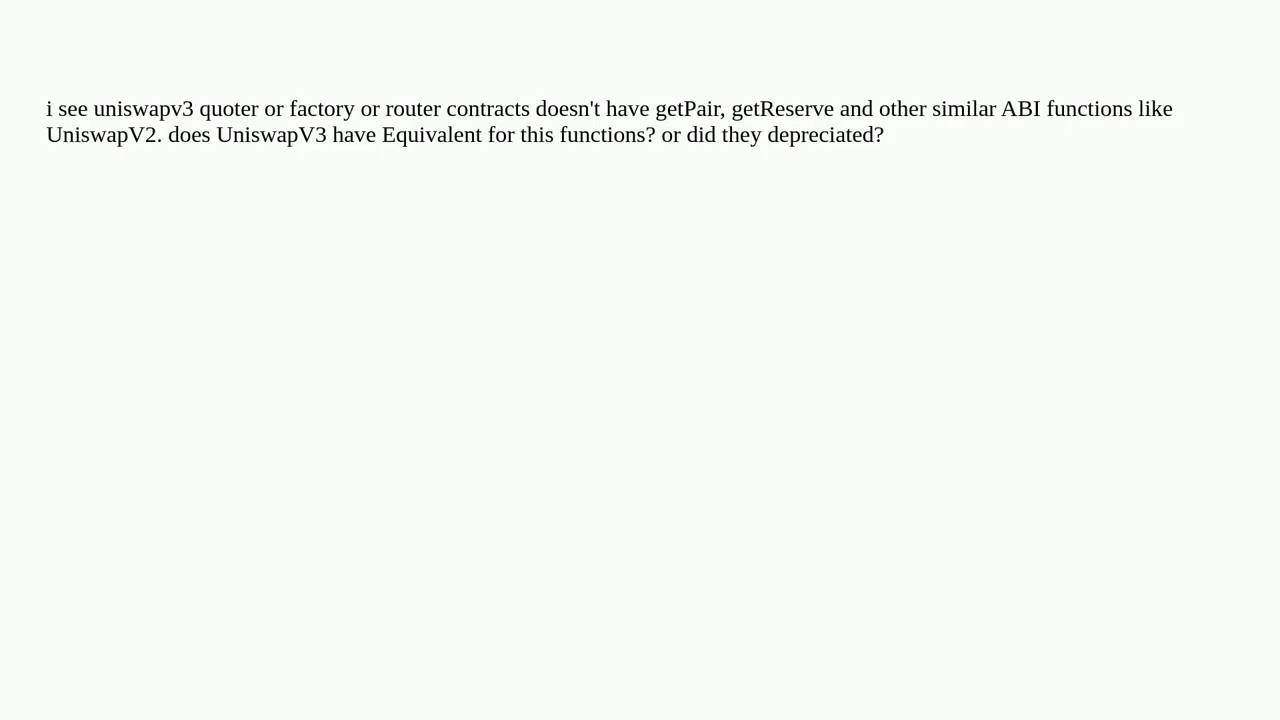 i see uniswapv3 quoter or factory or router contracts doesn't have getPair, getReserve and other similar ABI functions like
UniswapV2. does UniswapV3 have Equivalent for this functions? or did they depreciated?